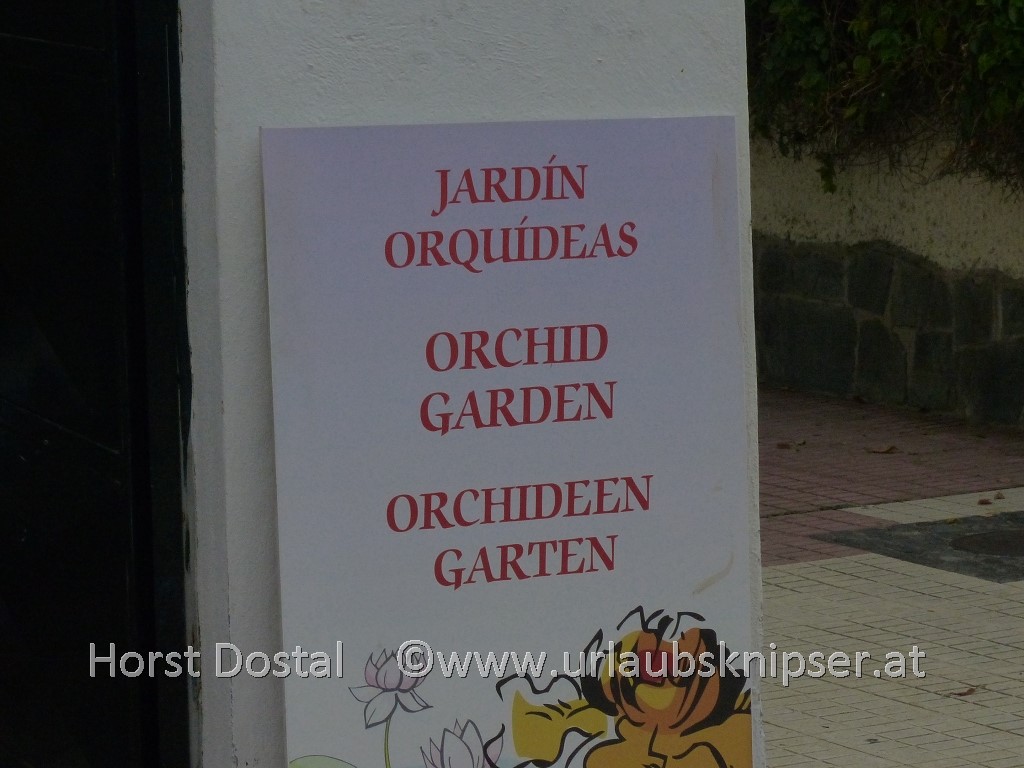 JARDÍN
ORQUÍDEAS
ORCHID
GARDEN
ORCHIDEEN
GARTEN
Horst Dostal ©www.urlaubsknipser.at